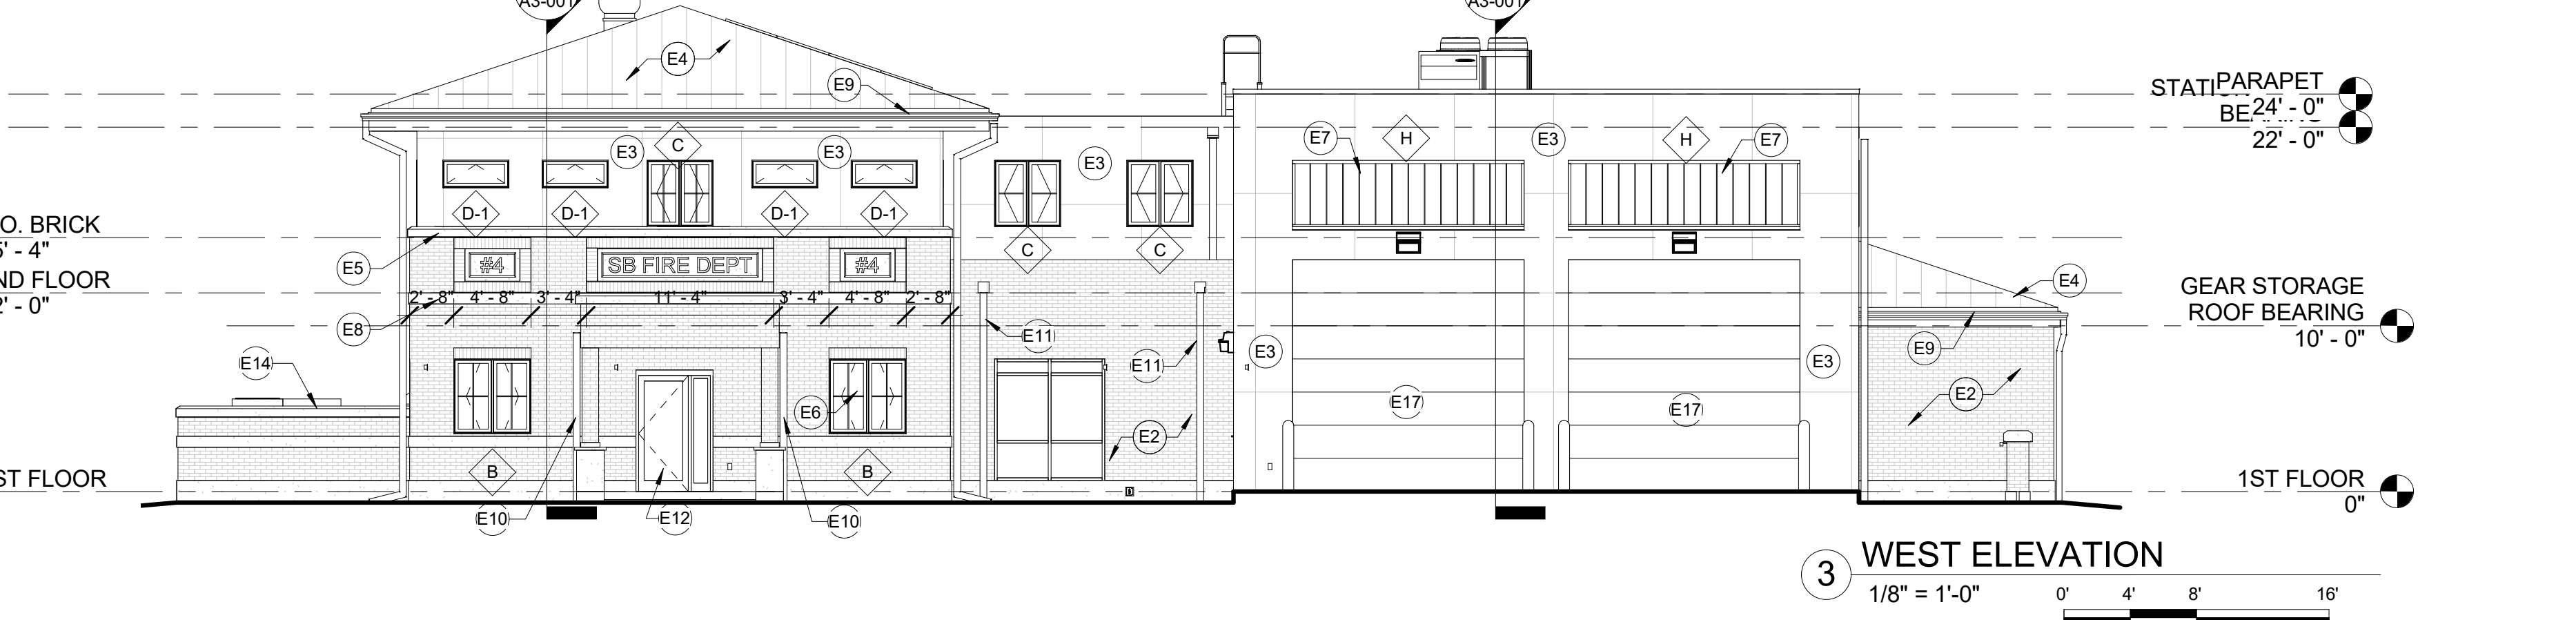 A3-001
A3-001
E4
E9
STATI PARAPET
24' - 0"
22' - 0"
E3
C
E3
E3
E7
H
E3
H
E7
D-1
D-1
D-1
D-1
O. BRICK
' - 4"
C
C
E5
#4
SB FIRE DEPT
#4
ND FLOOR
' - 0"
2' - 8"
4' - 8"
3' - 4"
11' - 4"
3' - 4"
4' - 8"
2' - 8"
E4
GEAR STORAGE
ROOF BEARING
10' - 0"
E8
E11
E11
E3
E3
E9
E14
E6
E17
E17
E2
E2
B
B
ST FLOOR
1ST FLOOR
0"
E10
E12
E10
3
WEST ELEVATION
1/8" = 1'-0"
0' 4' 8' 16'